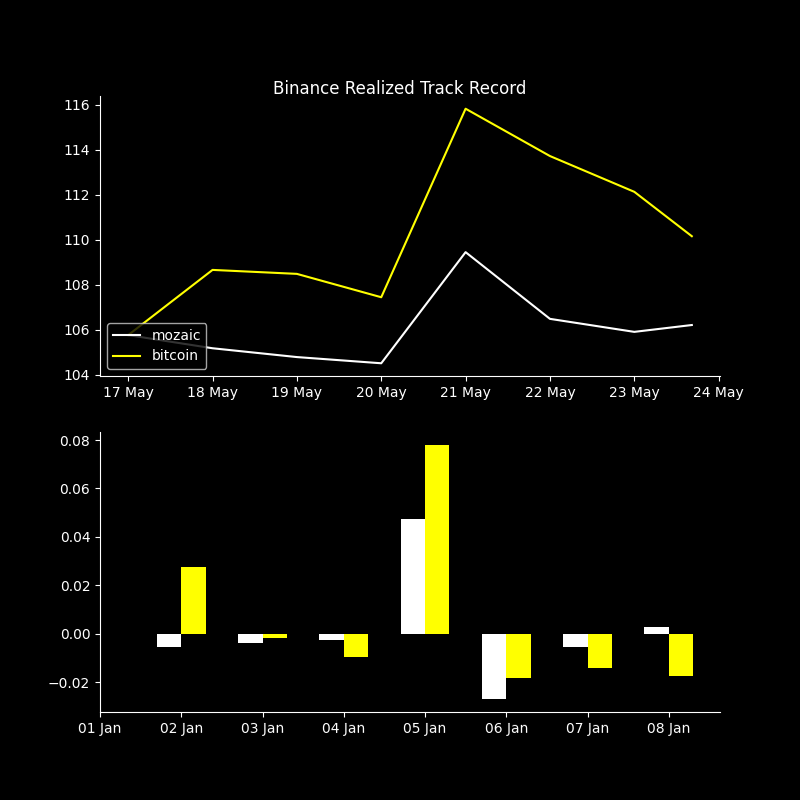 Binance Realized Track Record
116
114
112
110
108
106
104
mozaic
bitcoin
17 May 18 May 19 May 20 May 21 May 22 May 23 May 24 May
0.08
0.06
0.04
0.02
0.00
−0.02
01 Jan 02 Jan 03 Jan 04 Jan 05 Jan 06 Jan 07 Jan 08 Jan